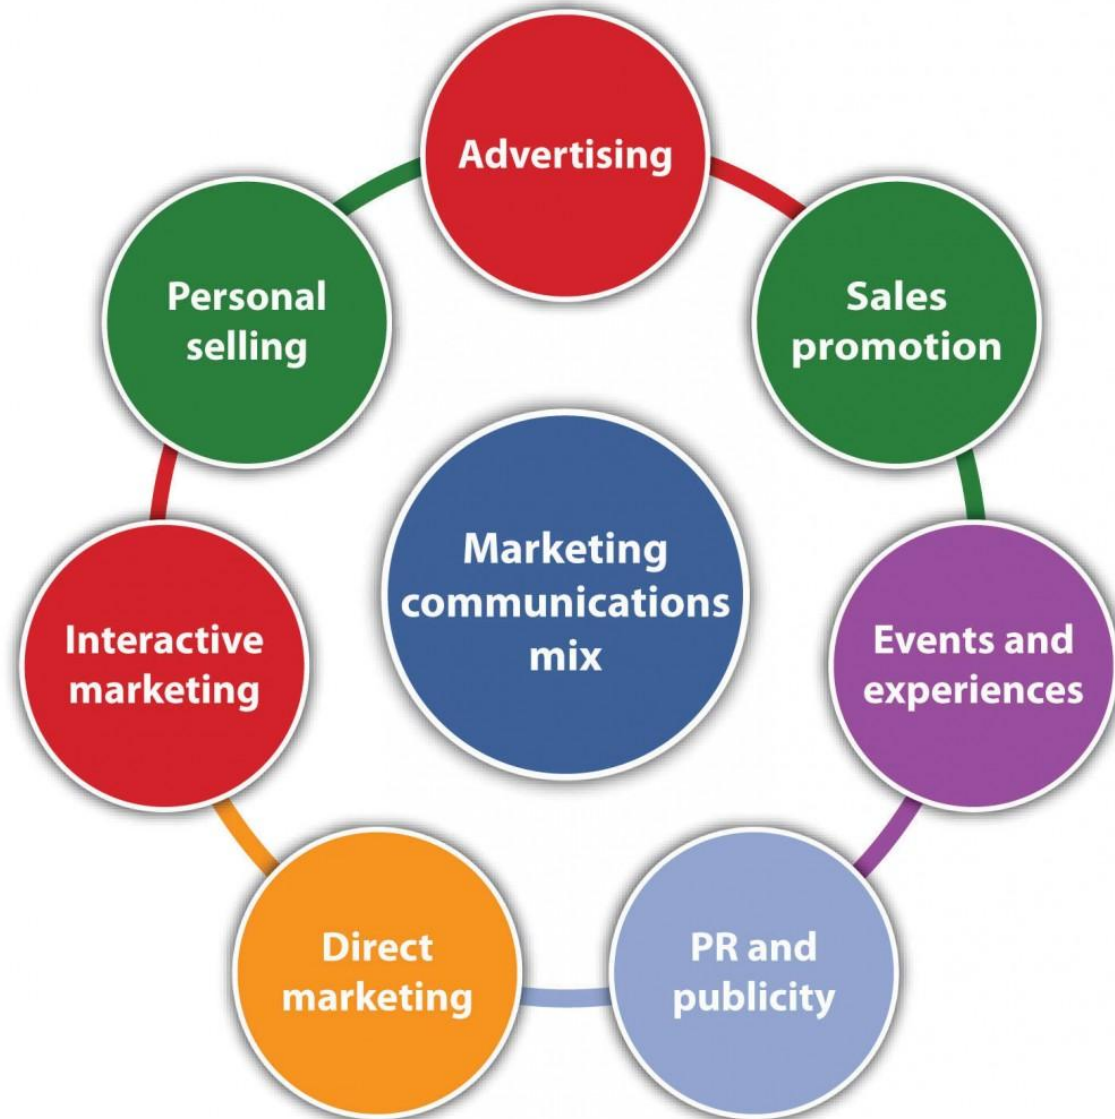 Advertising
Personal
selling
Sales
promotion
Marketing
communications
mix
Interactive
marketing
Events and
experiences
Direct
marketing
PR and
publicity